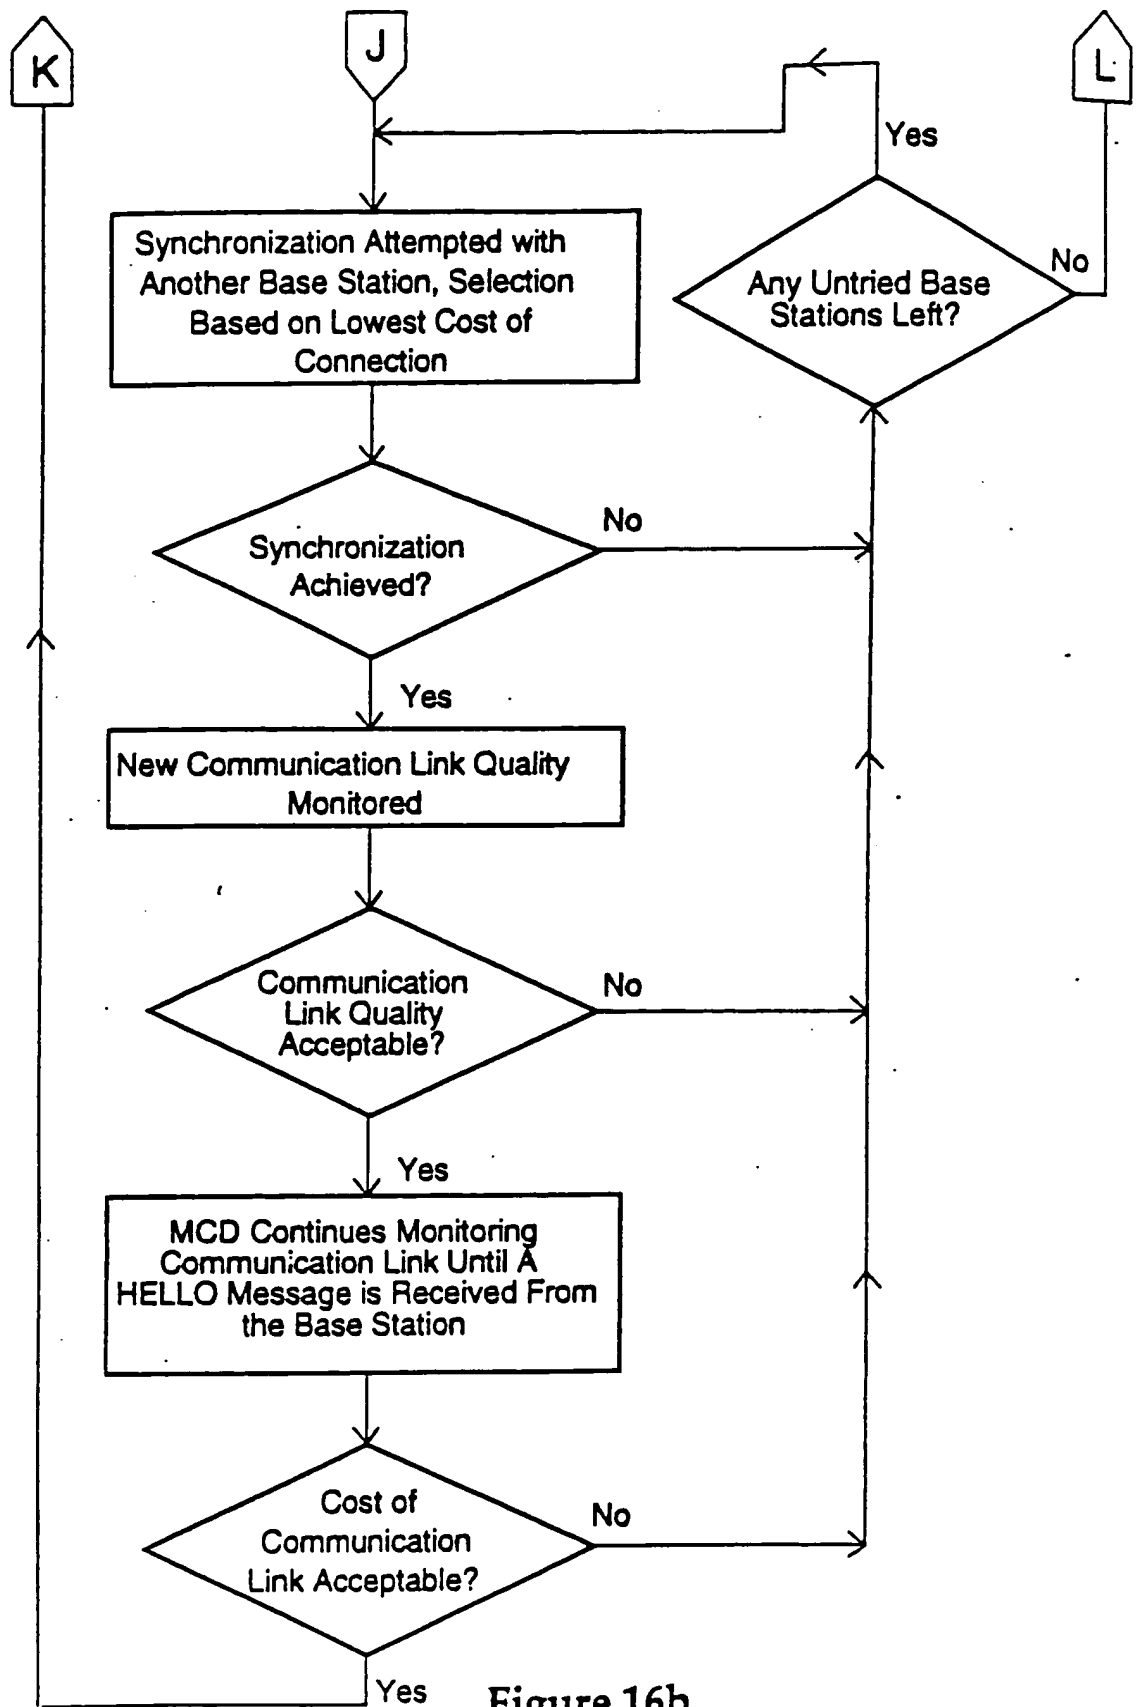 K
J
L
Yes
Synchronization Attempted with
Another Base Station, Selection
Based on Lowest Cost of
Connection
No
Any Untried Base
Stations Left?
Synchronization
Achieved?
No
Yes
New Communication Link Quality
Monitored
Communication
Link Quality
Acceptable?
No
Yes
MCD Continues Monitoring
Communication Link Until A
HELLO Message is Received From
the Base Station
Cost of
Communication
Link Acceptable?
No
Yes
Figure 16b